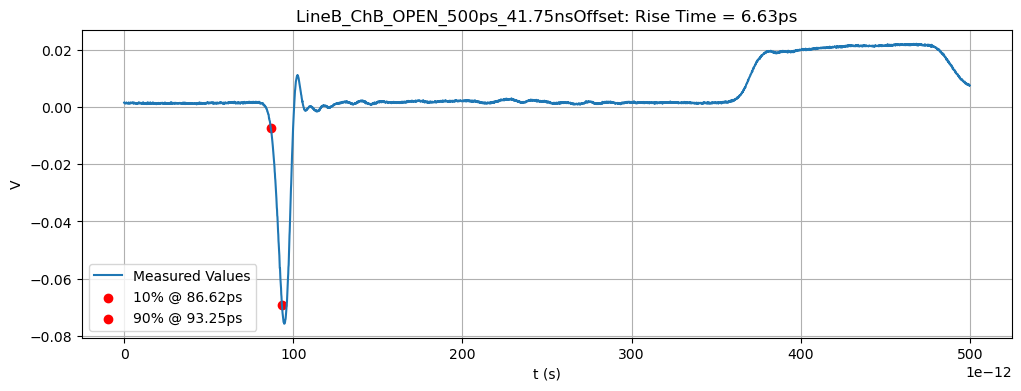 LineB_ChB_OPEN_500ps_41.75nsOffset: Rise Time = 6.63ps
0.02
0.00
−0.02
−0.04
−0.06
−0.08
V
Measured Values
10% @ 86.62ps
90% @ 93.25ps
0 100 200 300 400 500
1e−12
t (s)